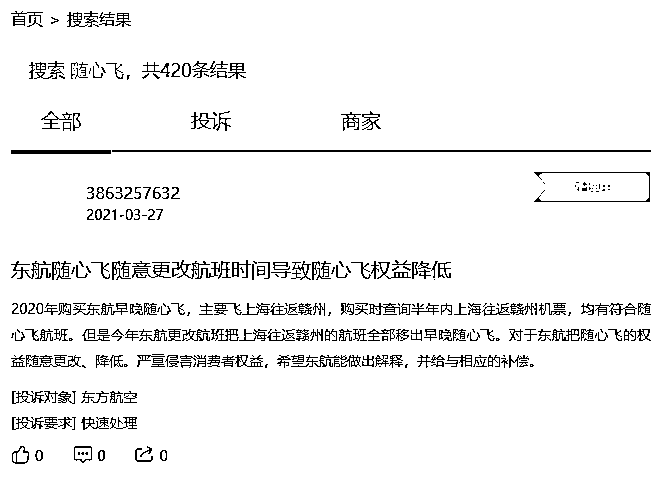 首页 > 搜索结果
搜索 随心飞，共420条结果
全部 投诉 商家
3863257632
2021-03-27
东航随心飞随意更改航班时间导致随心飞权益降低
2020年购买东航早晚随心飞，主要飞上海往返赣州，购买时查询半年内上海往返赣州机票，均有符合随
心飞航班。但是今年东航更改航班把上海往返赣州的航班全部移出早晚随心飞。对于东航把随心飞的权
益随意更改、降低。严重侵害消费者权益，希望东航能做出解释，并给与相应的补偿。
[投诉对象] 东方航空
[投诉要求] 快速处理
0 0 0